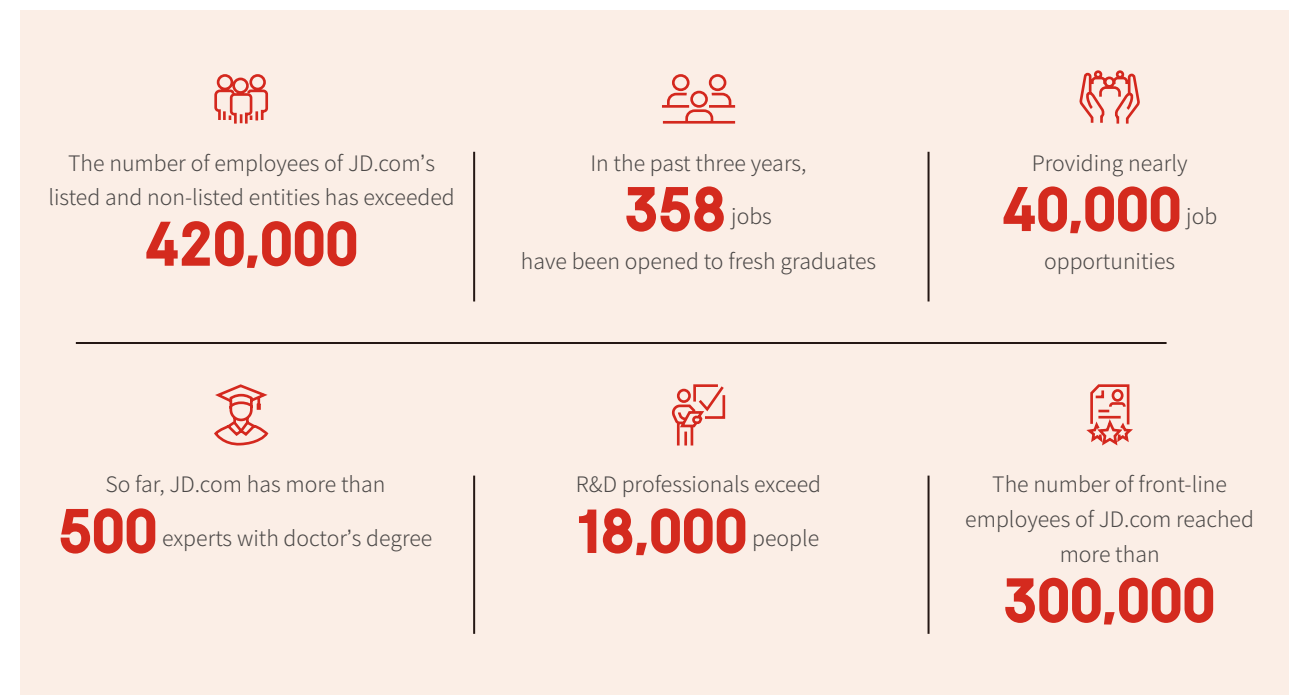 The number of employees of JD.com's
listed and non-listed entities has exceeded
420,000
In the past three years,
358 jobs
have been opened to fresh graduates
Providing nearly
40,000 job
opportunities
So far, JD.com has more than
500 experts with doctor's degree
R&D professionals exceed
18,000 people
The number of front-line
employees of JD.com reached
more than
300,000